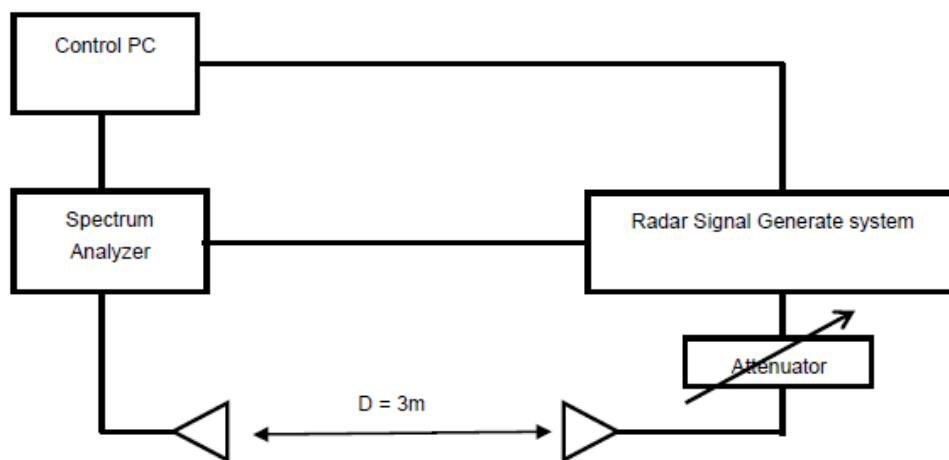 Control PC
Spectrum
Analyzer
Radar Signal Generate system
Attenuator
D = 3m